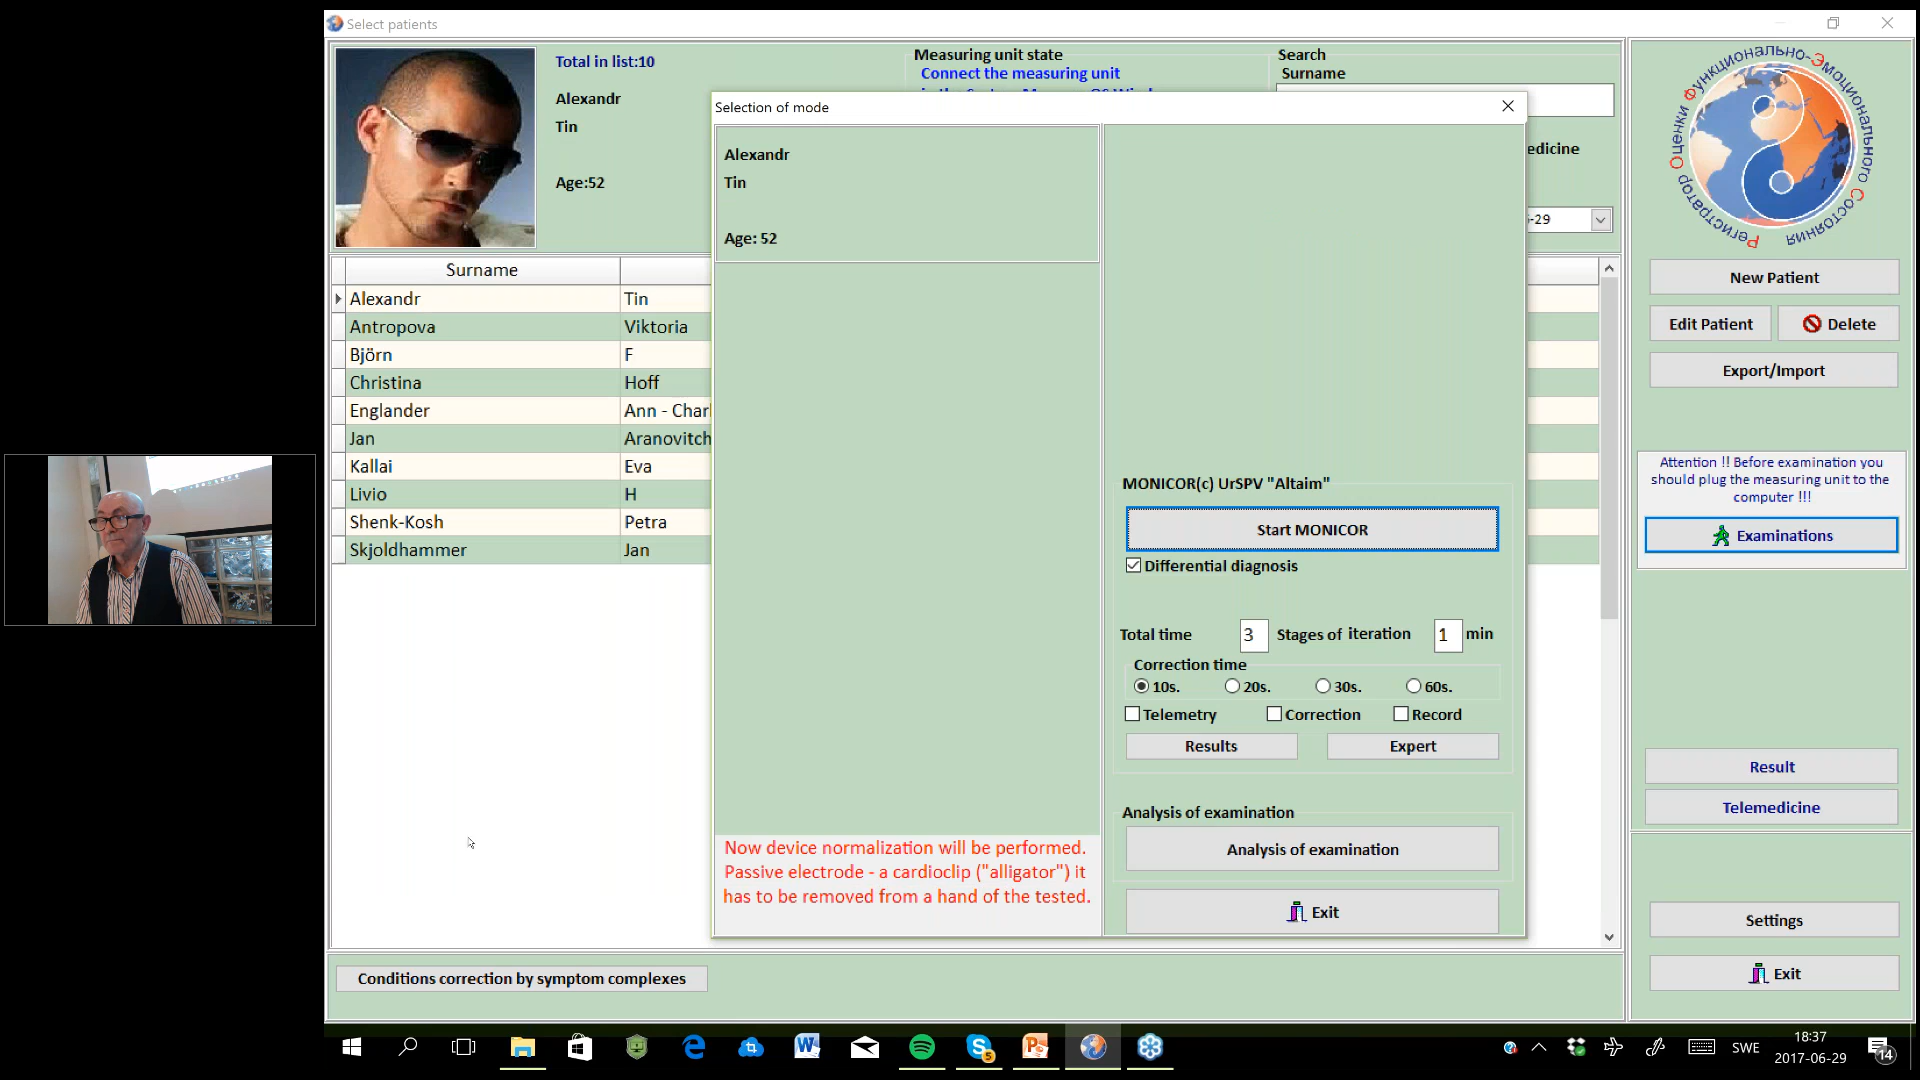 Select patients
Total in list:10
Alexandr
Tin
Age:52
Measuring unit state
Connect the measuring unit
Search
Surname
edicine
-29
Selection of mode
Alexandr
Tin
Age: 52
Surname
Alexandr Tin
Antropova Viktoria
Björn F
Christina Hoff
Englander Ann - Charl
Jan Aranovitch
Kallai Eva
Livio H
Shenk-Kosh Petra
Skjoldhammer Jan
MONICOR(c) UrSPV "Altaim"
Start MONICOR
Differential diagnosis
Total time 3 Stages of iteration 1 min
Correction time
10s. 20s. 30s. 60s.
Telemetry Correction Record
Results Expert
Analysis of examination
Analysis of examination
Exit
Now device normalization will be performed.
Passive electrode - a cardioclip ("alligator") it
has to be removed from a hand of the tested.
Регистратор Оценки Функционально-Эмоционального Состояния
New Patient
Edit Patient Delete
Export/Import
Attention !! Before examination you
should plug the measuring unit to the
computer !!!
Examinations
Result
Telemedicine
Settings
Exit
Conditions correction by symptom complexes
5
SWE
18:37
2017-06-29
14